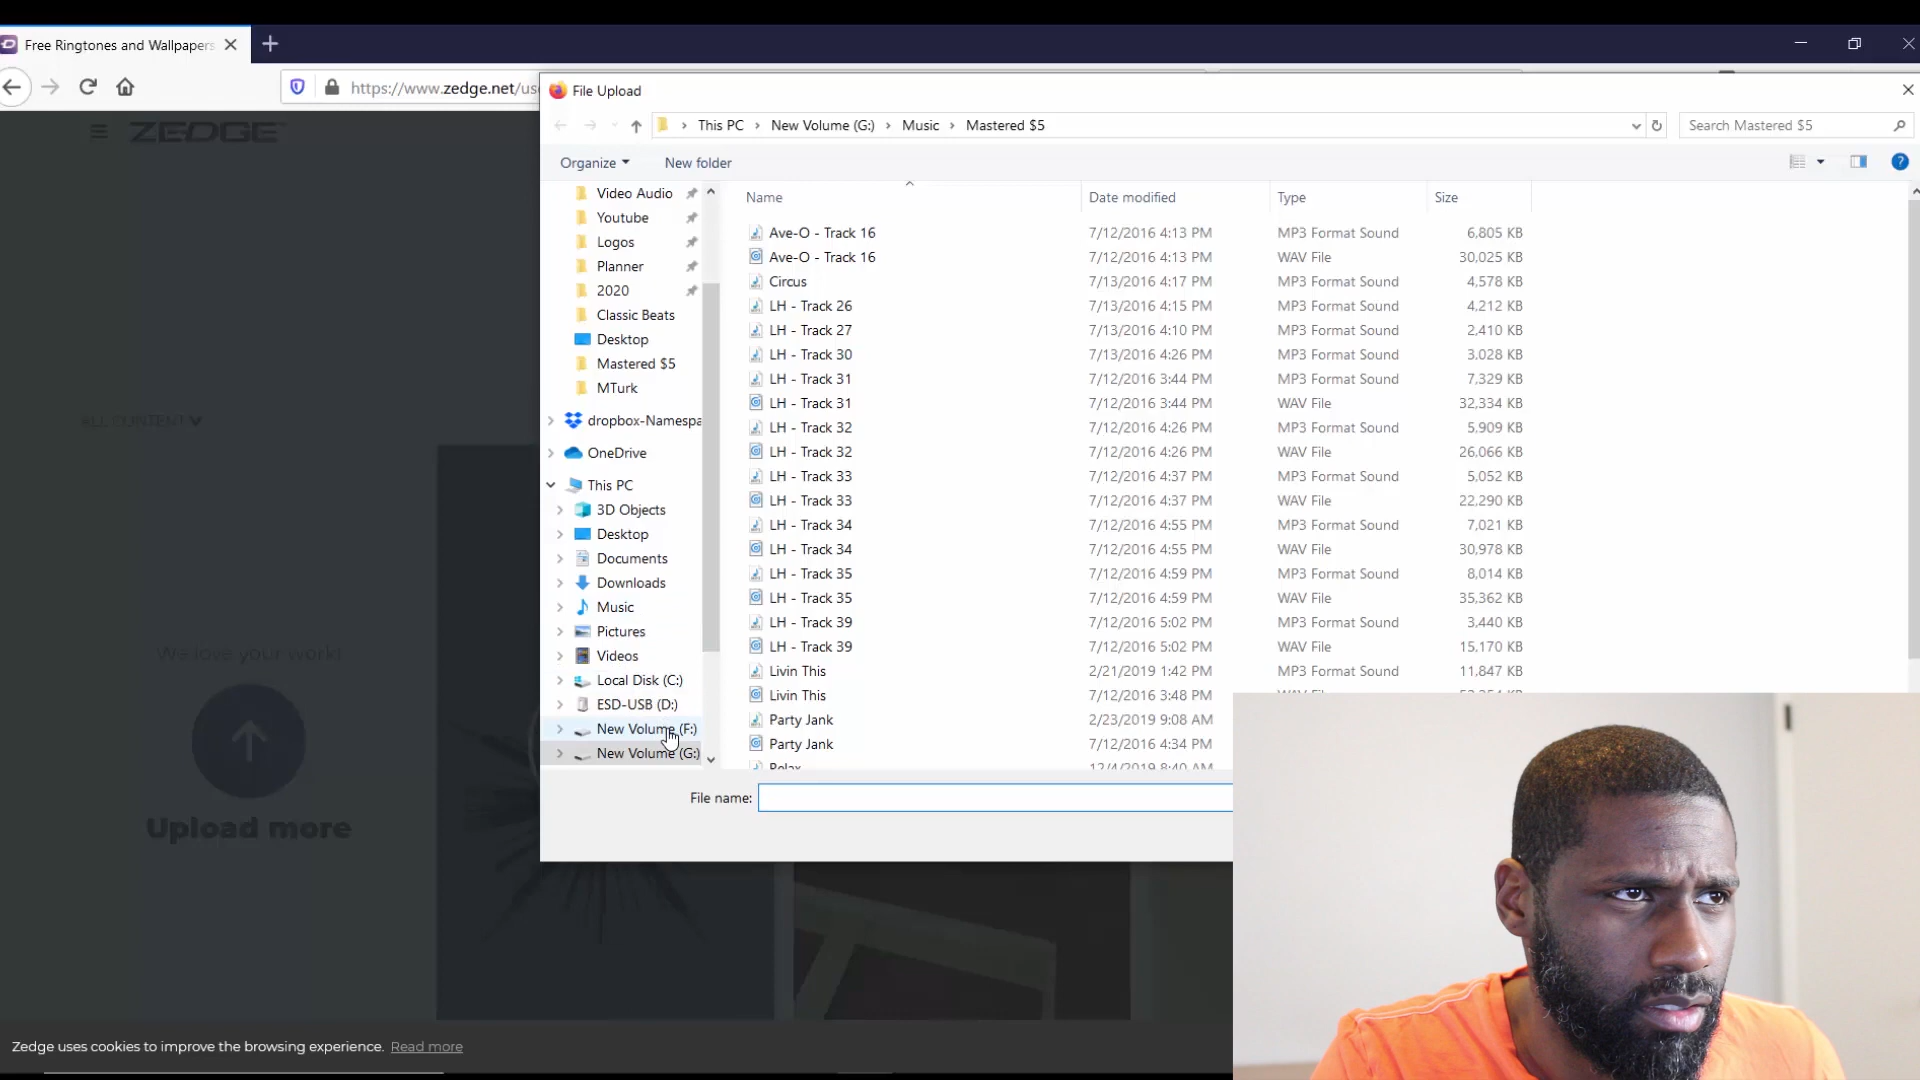 Free Ringtones and Wallpapers
https://www.zedge.net/use
ZEDGE
ALL CONTENT
We love your work!
Upload more
Zedge uses cookies to improve the browsing experience. Read more
File Upload
This PC > New Volume (G:) > Music > Mastered $5
Search Mastered $5
Organize
New folder
Video Audio
Youtube
Logos
Planner
2020
Classic Beats
Desktop
Mastered $5
MTurk
dropbox-Namespa
OneDrive
This PC
3D Objects
Desktop
Documents
Downloads
Music
Pictures
Videos
Local Disk (C:)
ESD-USB (D:)
New Volume (F:)
New Volume (G:)
Name Date modified Type Size
Ave-O - Track 16 7/12/2016 4:13 PM MP3 Format Sound 6,805 KB
Ave-O - Track 16 7/12/2016 4:13 PM WAV File 30,025 KB
Circus 7/13/2016 4:17 PM MP3 Format Sound 4,578 KB
LH - Track 26 7/13/2016 4:15 PM MP3 Format Sound 4,212 KB
LH - Track 27 7/13/2016 4:10 PM MP3 Format Sound 2,410 KB
LH - Track 30 7/13/2016 4:26 PM MP3 Format Sound 3,028 KB
LH - Track 31 7/12/2016 3:44 PM MP3 Format Sound 7,329 KB
LH - Track 31 7/12/2016 3:44 PM WAV File 32,334 KB
LH - Track 32 7/12/2016 4:26 PM MP3 Format Sound 5,909 KB
LH - Track 32 7/12/2016 4:26 PM WAV File 26,066 KB
LH - Track 33 7/12/2016 4:37 PM MP3 Format Sound 5,052 KB
LH - Track 33 7/12/2016 4:37 PM WAV File 22,290 KB
LH - Track 34 7/12/2016 4:55 PM MP3 Format Sound 7,021 KB
LH - Track 34 7/12/2016 4:55 PM WAV File 30,978 KB
LH - Track 35 7/12/2016 4:59 PM MP3 Format Sound 8,014 KB
LH - Track 35 7/12/2016 4:59 PM WAV File 35,362 KB
LH - Track 39 7/12/2016 5:02 PM MP3 Format Sound 3,440 KB
LH - Track 39 7/12/2016 5:02 PM WAV File 15,170 KB
Livin This 2/21/2019 1:42 PM MP3 Format Sound 11,847 KB
Livin This 7/12/2016 3:48 PM WAV File
Party Jank 2/23/2019 9:08 AM
Party Jank 7/12/2016 4:34 PM
Relax 12/4/2019 8:40 AM
File name: